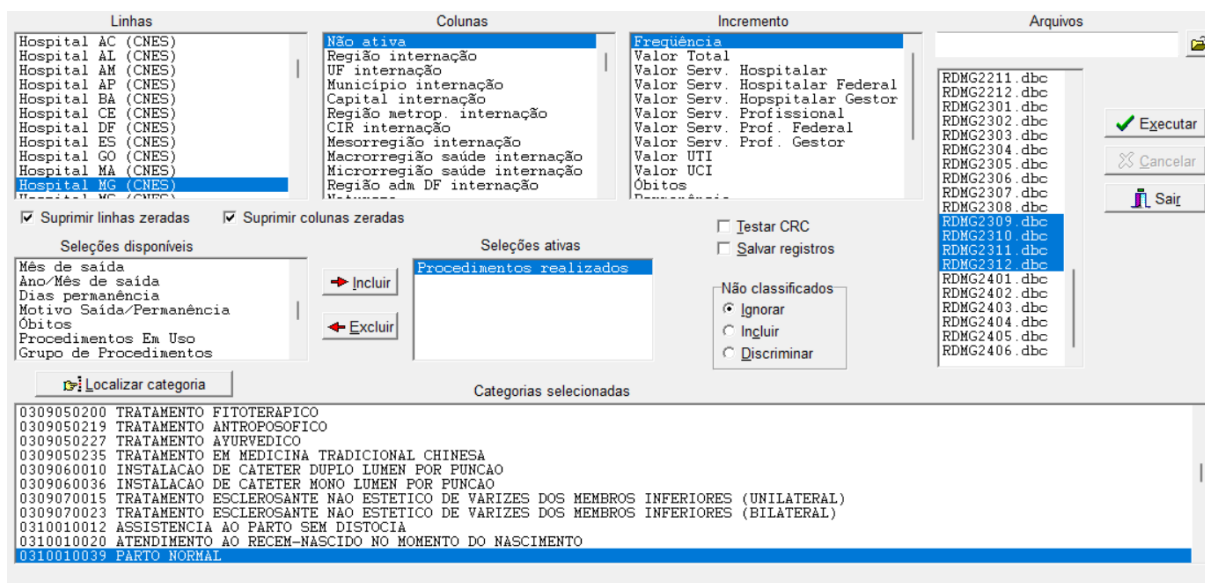 Linhas
Hospital AC (CNES)
Hospital AL (CNES)
Hospital AM (CNES)
Hospital AP (CNES)
Hospital BA (CNES)
Hospital CE (CNES)
Hospital DF (CNES)
Hospital ES (CNES)
Hospital GO (CNES)
Hospital MA (CNES)
Hospital MG (CNES)
Colunas
Não ativa
Região internação
UF internação
Município internação
Capital internação
Região metrop. internação
CIR internação
Mesorregião internação
Macrorregião saúde internação
Microrregião saúde internação
Região adm DF internação
Incremento
Freqüência
Valor Total
Valor Serv. Hospitalar
Valor Serv. Hospitalar Federal
Valor Serv. Hopspitalar Gestor
Valor Serv. Profissional
Valor Serv. Prof. Federal
Valor Serv. Prof. Gestor
Valor UTI
Valor UCI
Óbitos
Arquivos
RDMG2211.dbc
RDMG2212.dbc
RDMG2301.dbc
RDMG2302.dbc
RDMG2303.dbc
RDMG2304.dbc
RDMG2305.dbc
RDMG2306.dbc
RDMG2307.dbc
RDMG2308.dbc
RDMG2309.dbc
RDMG2310.dbc
RDMG2311.dbc
RDMG2312.dbc
RDMG2401.dbc
RDMG2402.dbc
RDMG2403.dbc
RDMG2404.dbc
RDMG2405.dbc
RDMG2406.dbc
Executar
Cancelar
Sair
Suprimir linhas zeradas
Suprimir colunas zeradas
Testar CRC
Salvar registros
Seleções disponíveis
Mês de saída
Ano/Mês de saída
Dias permanência
Motivo Saída/Permanência
Óbitos
Procedimentos Em Uso
Grupo de Procedimentos
Incluir
Excluir
Seleções ativas
Procedimentos realizados
Não classificados
Ignorar
Incluir
Discriminar
Localizar categoria
Categorias selecionadas
0309050200 TRATAMENTO FITOTERAPICO
0309050219 TRATAMENTO ANTROPOSOFICO
0309050227 TRATAMENTO AYURVEDICO
0309050235 TRATAMENTO EM MEDICINA TRADICIONAL CHINESA
0309060010 INSTALACAO DE CATETER DUPLO LUMEN POR PUNCAO
0309060036 INSTALACAO DE CATETER MONO LUMEN POR PUNCAO
0309070015 TRATAMENTO ESCLEROSANTE NAO ESTETICO DE VARIZES DOS MEMBROS INFERIORES (UNILATERAL)
0309070023 TRATAMENTO ESCLEROSANTE NAO ESTETICO DE VARIZES DOS MEMBROS INFERIORES (BILATERAL)
0310010012 ASSISTENCIA AO PARTO SEM DISTOCIA
0310010020 ATENDIMENTO AO RECEM-NASCIDO NO MOMENTO DO NASCIMENTO
0310010039 PARTO NORMAL